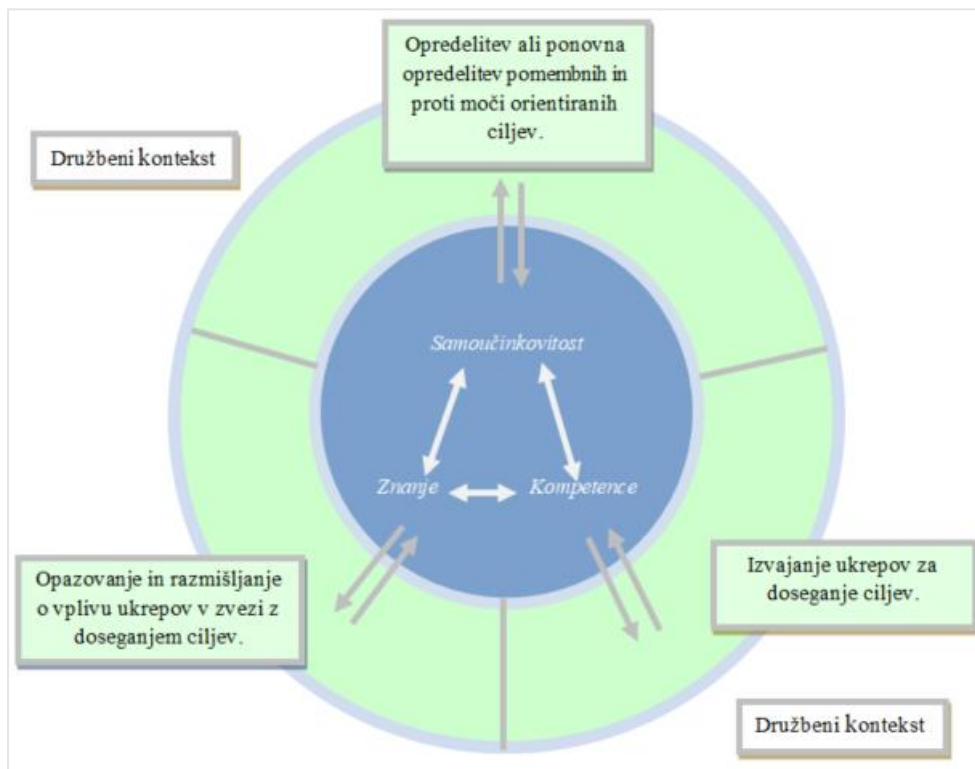 Opredelitev ali ponovna
opredelitev pomembnih in
proti moči orientiranih
ciljev.
Družbeni kontekst
Samoučinkovitost
Znanje
Kompetence
Opazovanje in razmišljanje
o vplivu ukrepov v zvezi z
doseganjem ciljev.
Izvajanje ukrepov za
doseganje ciljev.
Družbeni kontekst